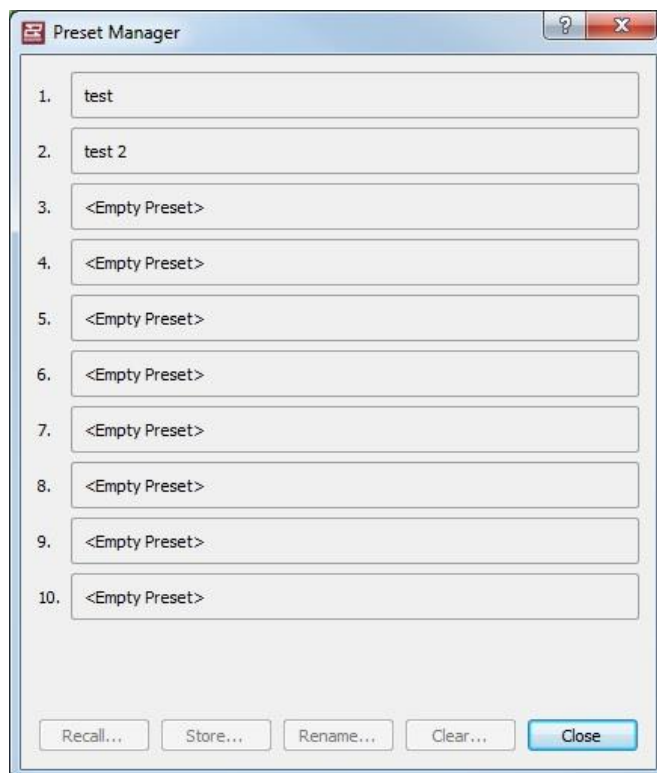 Preset Manager
?
1. test
2. test 2
3. <Empty Preset>
4. <Empty Preset>
5. <Empty Preset>
6. <Empty Preset>
7. <Empty Preset>
8. <Empty Preset>
9. <Empty Preset>
10. <Empty Preset>
Recall... Store... Rename... Clear... Close